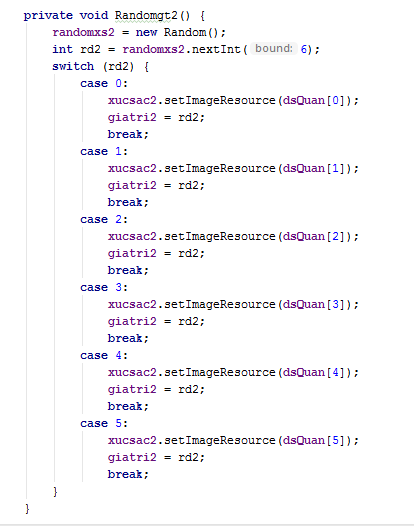 private void Randomgt2() {
randomxs2 = new Random();
int rd2 = randomxs2.nextInt( bound: 6);
switch (rd2) {
case 0:
xucsac2.setImageResource(dsQuan[0]);
giatri2 = rd2;
break;
case 1:
xucsac2.setImageResource(dsQuan[1]);
giatri2 = rd2;
break;
case 2:
xucsac2.setImageResource(dsQuan[2]);
giatri2 = rd2;
break;
case 3:
xucsac2.setImageResource(dsQuan[3]);
giatri2 = rd2;
break;
case 4:
xucsac2.setImageResource(dsQuan[4]);
giatri2 = rd2;
break;
case 5:
xucsac2.setImageResource(dsQuan[5]);
giatri2 = rd2;
break;
}
}